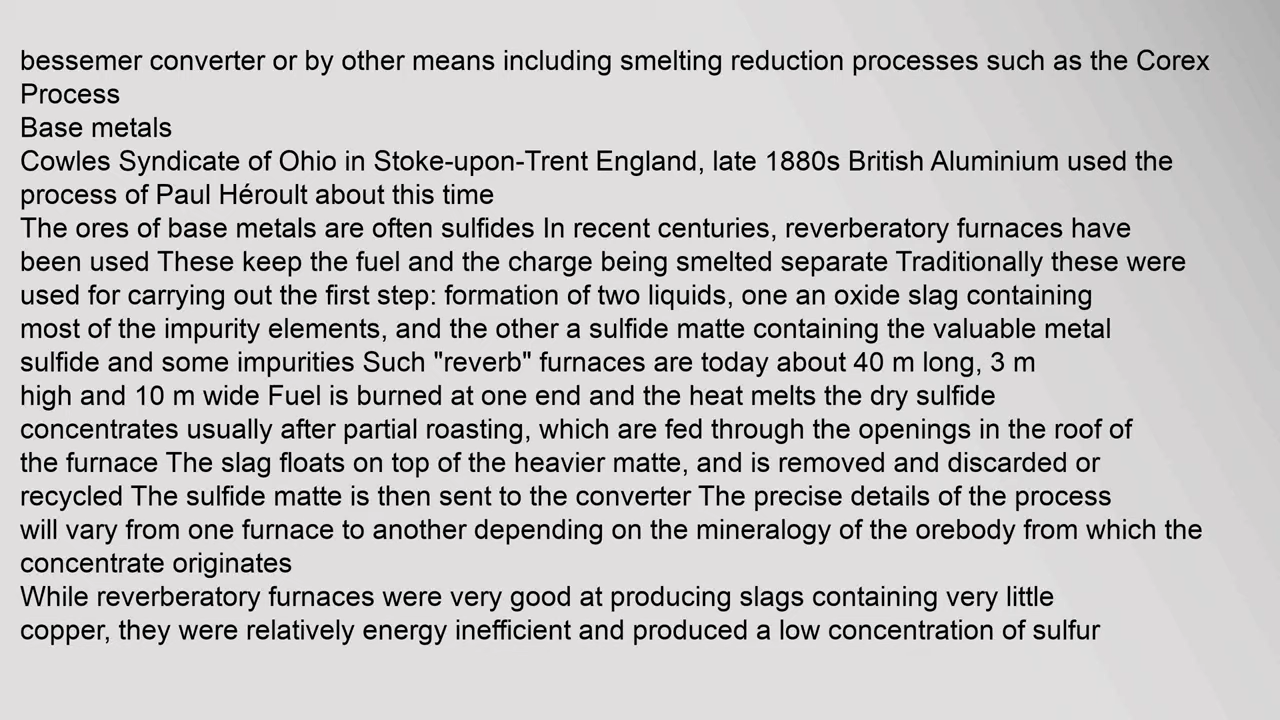 bessemer converter or by other means including smelting reduction processes such as the Corex
Process
Base metals
Cowles Syndicate of Ohio in Stoke-upon-Trent England, late 1880s British Aluminium used the
process of Paul Héroult about this time
The ores of base metals are often sulfides In recent centuries, reverberatory furnaces have
been used These keep the fuel and the charge being smelted separate Traditionally these were
used for carrying out the first step: formation of two liquids, one an oxide slag containing
most of the impurity elements, and the other a sulfide matte containing the valuable metal
sulfide and some impurities Such "reverb" furnaces are today about 40 m long, 3 m
high and 10 m wide Fuel is burned at one end and the heat melts the dry sulfide
concentrates usually after partial roasting, which are fed through the openings in the roof of
the furnace The slag floats on top of the heavier matte, and is removed and discarded or
recycled The sulfide matte is then sent to the converter The precise details of the process
will vary from one furnace to another depending on the mineralogy of the orebody from which the
concentrate originates
While reverberatory furnaces were very good at producing slags containing very little
copper, they were relatively energy inefficient and produced a low concentration of sulfur